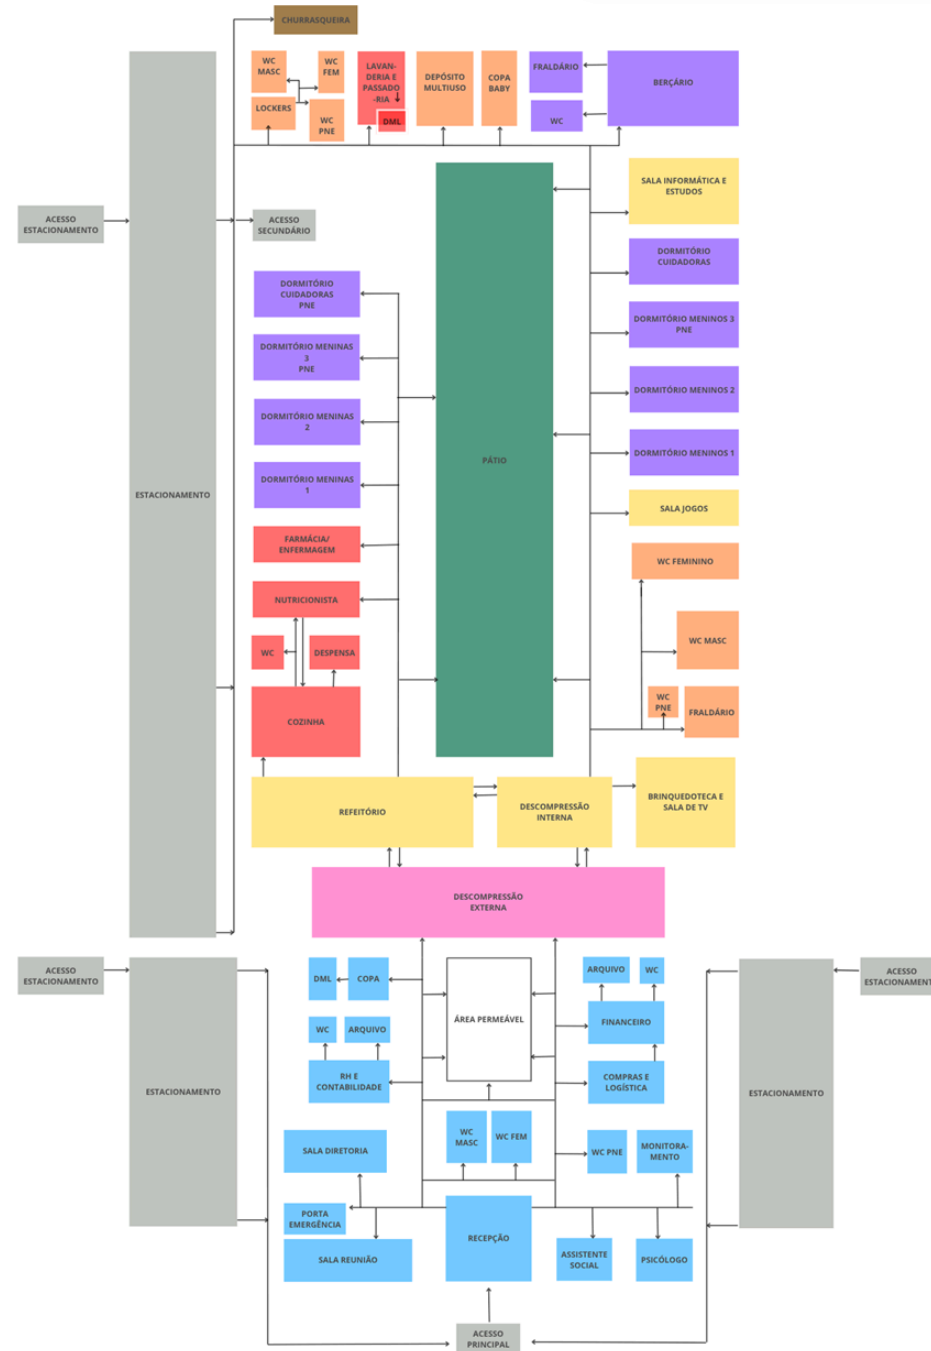 CHURRASQUEIRA
WC
MASC
WC
FEM
LOCKERS
WC
PNE
LAVAN-
DERIA E
PASSADO
-RIA
DML
DEPÓSITO
MULTIUSO
COPA
BABY
FRALDÁRIO
WC
BERÇÁRIO
SALA INFORMÁTICA E
ESTUDOS
ACESSO
ESTACIONAMENTO
ACESSO
SECUNDÁRIO
DORMITÓRIO
CUIDADORAS
DORMITÓRIO
CUIDADORAS
PNE
DORMITÓRIO MENINOS 3
PNE
DORMITÓRIO MENINAS
3
PNE
DORMITÓRIO MENINOS 2
DORMITÓRIO MENINAS
2
DORMITÓRIO MENINOS 1
PÁTIO
DORMITÓRIO MENINAS
1
ESTACIONAMENTO
SALA JOGOS
FARMÁCIA/
ENFERMAGEM
WC FEMININO
NUTRICIONISTA
WC MASC
WC
DESPENSA
WC
PNE
FRALDÁRIO
COZINHA
REFEITÓRIO
DESCOMPRESSÃO
INTERNA
BRINQUEDOTECA E
SALA DE TV
DESCOMPRESSÃO
EXTERNA
ACESSO
ESTACIONAMENTO
DML
COPA
ARQUIVO
WC
ACESSO
ESTACIONAMENTO
ÁREA PERMEÁVEL
WC
ARQUIVO
FINANCEIRO
RH E
CONTABILIDADE
COMPRAS E
LOGÍSTICA
ESTACIONAMENTO
ESTACIONAMENTO
WC
MASC
WC FEM
SALA DIRETORIA
WC PNE
MONITORA-
MENTO
PORTA
EMERGÊNCIA
RECEPÇÃO
SALA REUNIÃO
ASSISTENTE
SOCIAL
PSICÓLOGO
ACESSO
PRINCIPAL